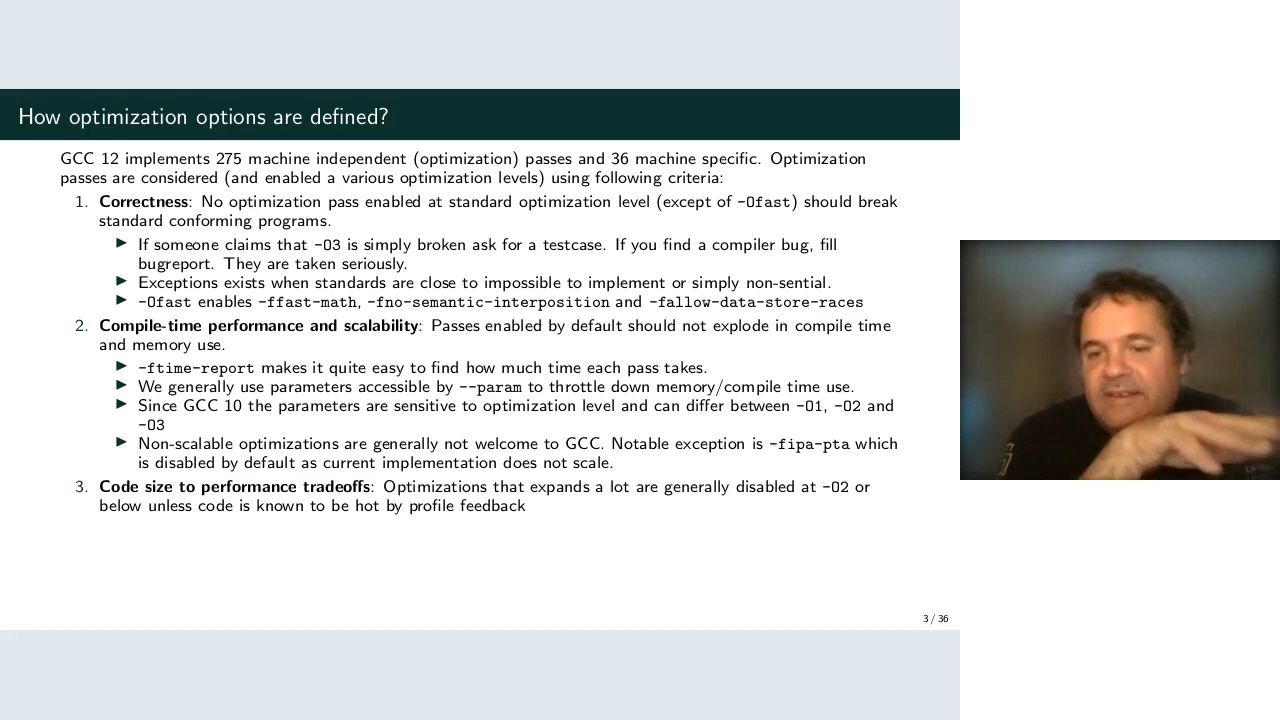 How optimization options are defined?
GCC 12 implements 275 machine independent (optimization) passes and 36 machine specific. Optimization
passes are considered (and enabled a various optimization levels) using following criteria:
1. Correctness: No optimization pass enabled at standard optimization level (except of -Ofast) should break
standard conforming programs.
▶ If someone claims that -O3 is simply broken ask for a testcase. If you find a compiler bug, fill
bugreport. They are taken seriously.
▶ Exceptions exists when standards are close to impossible to implement or simply non-sential.
▶ -Ofast enables -ffast-math, -fno-semantic-interposition and -fallow-data-store-races
2. Compile-time performance and scalability: Passes enabled by default should not explode in compile time
and memory use.
▶ -ftime-report makes it quite easy to find how much time each pass takes.
▶ We generally use parameters accessible by --param to throttle down memory/compile time use.
▶ Since GCC 10 the parameters are sensitive to optimization level and can differ between -O1, -O2 and
-O3
▶ Non-scalable optimizations are generally not welcome to GCC. Notable exception is -fipa-pta which
is disabled by default as current implementation does not scale.
3. Code size to performance tradeoffs: Optimizations that expands a lot are generally disabled at -O2 or
below unless code is known to be hot by profile feedback
3 / 36